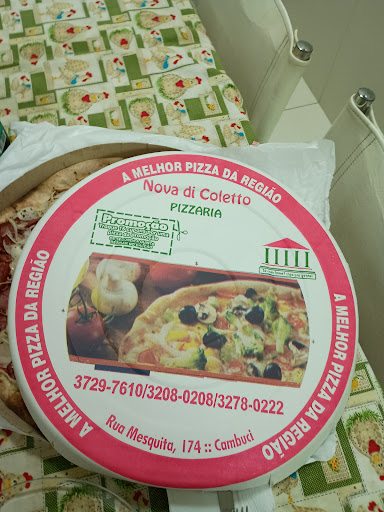 A MELHOR PIZZA DA REGIÃO
Nova di Coletto
PIZZARIA
Promoção
A MELHOR PIZZA DA REGIÃO
A MELHOR PIZZA DA REGIÃO
3729-7610/3208-0208/3278-0222
Rua Mesquita, 174 :: Cambuci
A MELHOR PIZZA DA REGIÃO